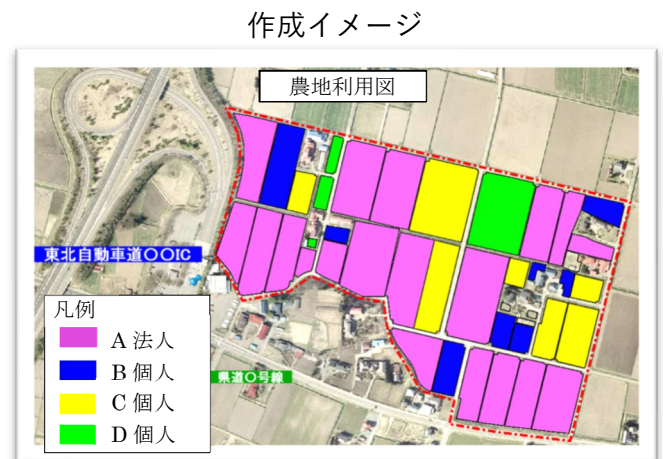 作成イメージ
農地利用図
東北自動車道〇〇IC
凡例
A 法人
B 個人
C 個人
D 個人
県道〇号線